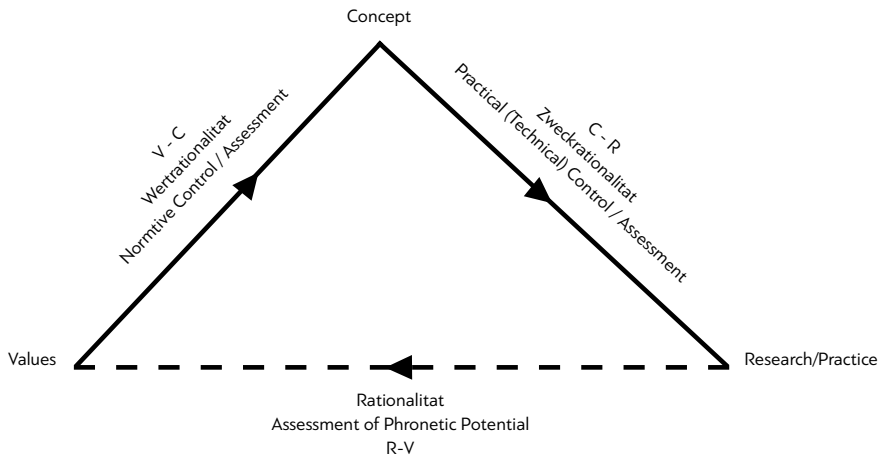 Concept
V - C
Wertrationalitat
Normtive Control / Assessment
C - R
Zweckrationalitat
Practical (Technical) Control / Assessment
Values
Research/Practice
Rationalitat
Assessment of Phronetic Potential
R-V